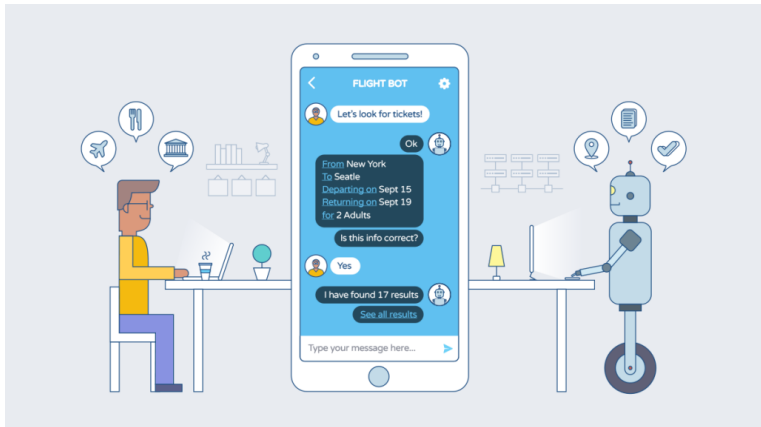 FLIGHT BOT
Let's look for tickets!
Ok
From New York
To Seatle
Departing on Sept 15
Returning on Sept 19
for 2 Adults
Is this info correct?
Yes
I have found 17 results
See all results
Type your message here...